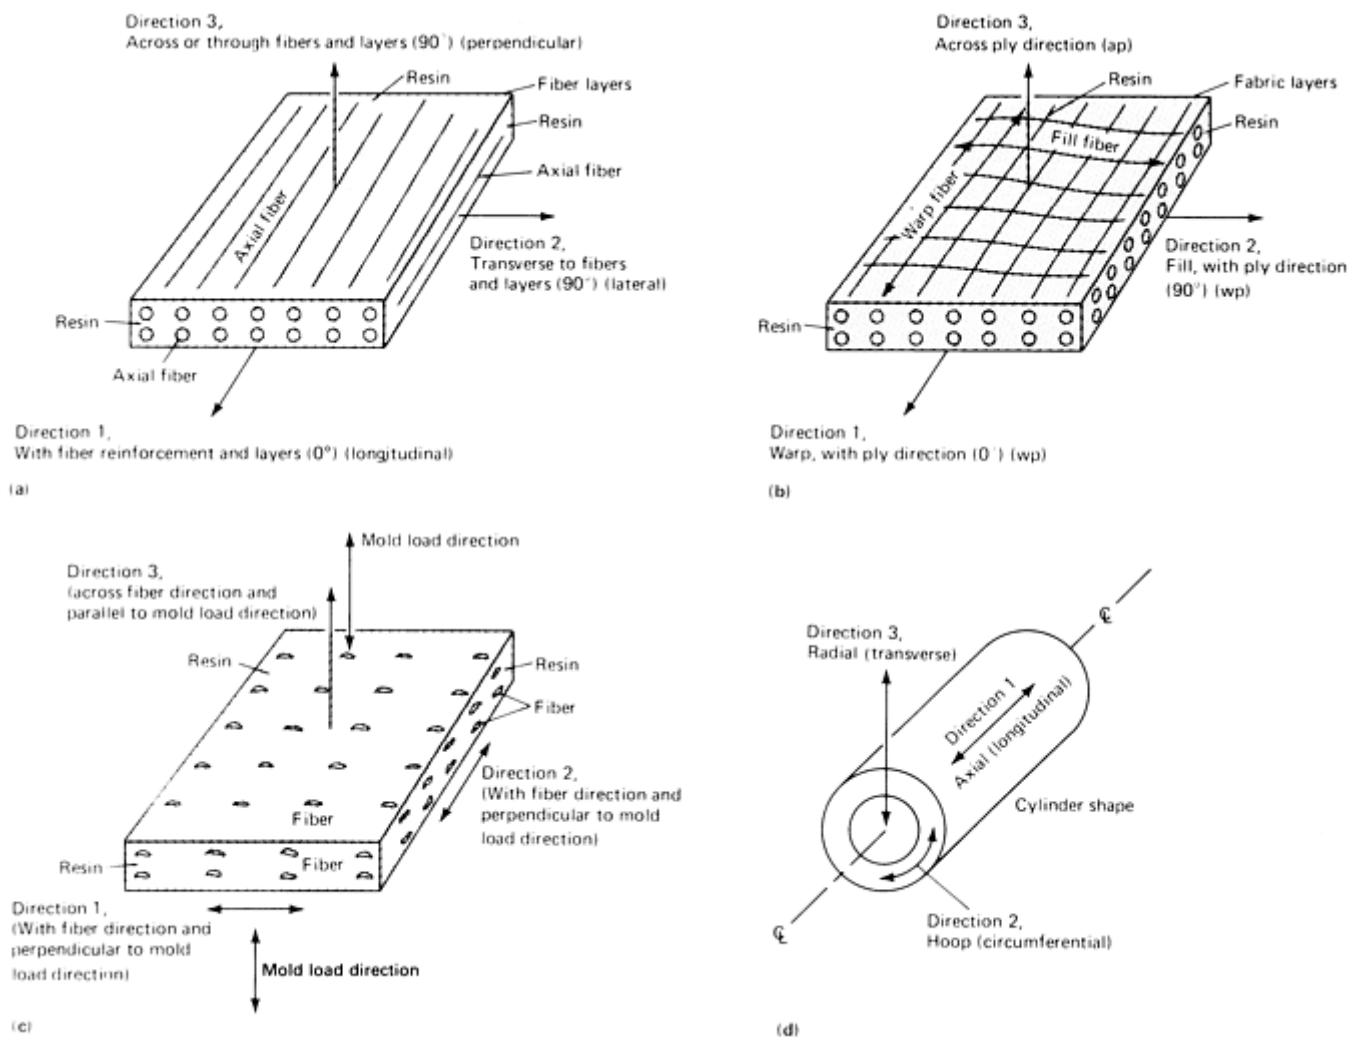 Direction 3,
Across or through fibers and layers (90°) (perpendicular)
Resin
Fiber layers
Resin
Axial fiber
Axial fiber
Direction 2,
Transverse to fibers
and layers (90°) (lateral)
Resin
Axial fiber
Direction 1,
With fiber reinforcement and layers (0°) (longitudinal)
(a)
Direction 3,
Across ply direction (ap)
Resin
Fabric layers
Resin
Fill fiber
Warp fiber
Direction 2,
Fill, with ply direction
(90°) (wp)
Resin
Direction 1,
Warp, with ply direction (0°) (wp)
(b)
Mold load direction
Direction 3,
(across fiber direction and
parallel to mold load direction)
Resin
Resin
Fiber
Direction 2,
(With fiber direction and
perpendicular to mold
load direction)
Fiber
Resin
Fiber
Direction 1,
(With fiber direction and
perpendicular to mold
load direction)
Mold load direction
(c)
℄
Direction 3,
Radial (transverse)
Direction 1
Axial (longitudinal)
Cylinder shape
Direction 2,
Hoop (circumferential)
℄
(d)